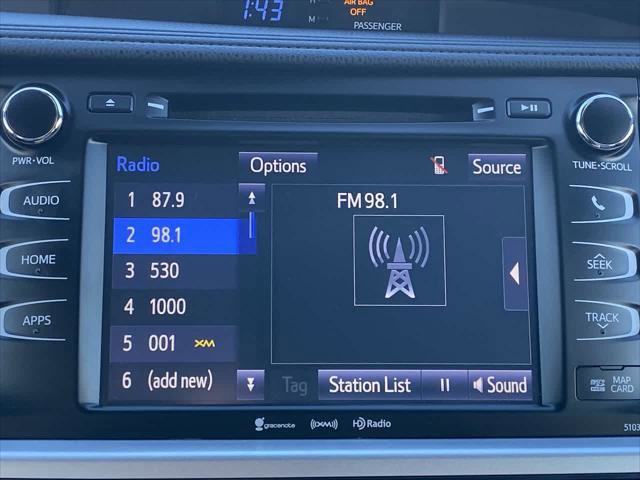 1:43
AIR BAG
OFF
PASSENGER
PWR•VOL
TUNE•SCROLL
AUDIO
HOME
APPS
Radio
Options
Source
1 87.9
2 98.1
3 530
4 1000
5 001 XM
6 (add new)
FM 98.1
Tag
Station List
Sound
SEEK
TRACK
MAP
CARD
gracenote
((XM))
HD Radio
5103